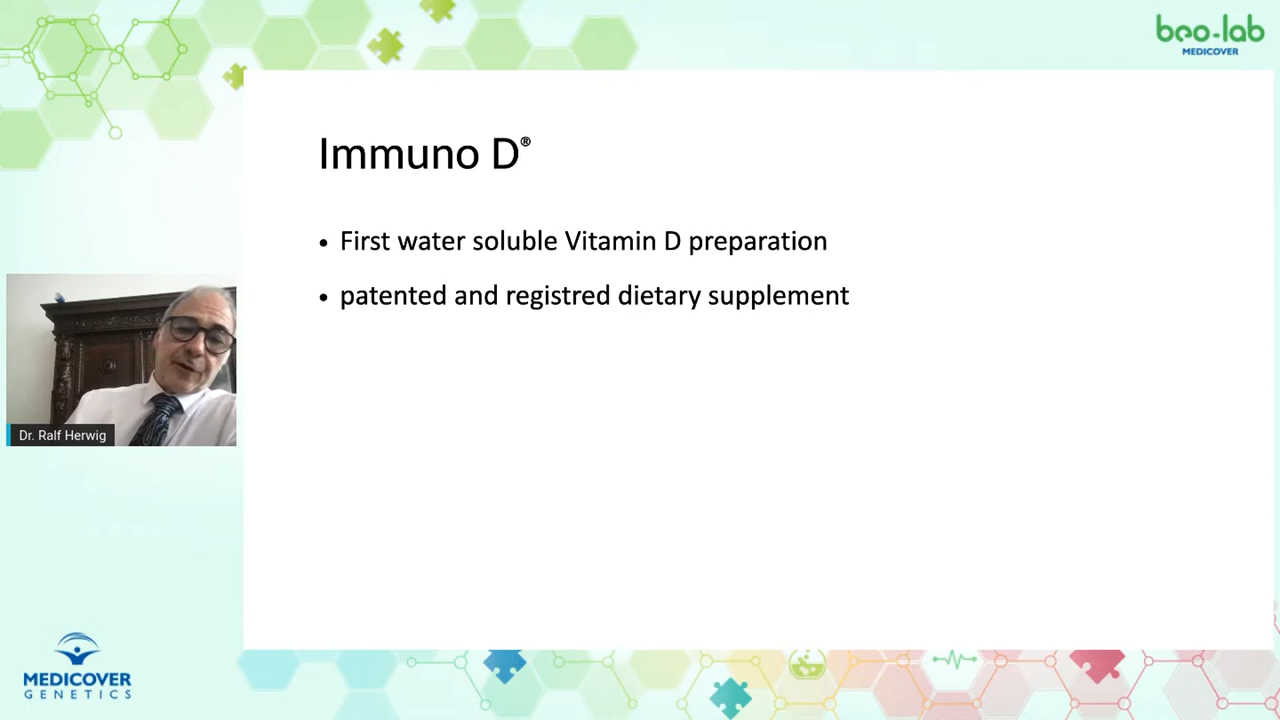 beo-lab
MEDICOVER
Immuno D®
• First water soluble Vitamin D preparation
• patented and registred dietary supplement
Dr. Ralf Herwig
MEDICOVER
GENETICS